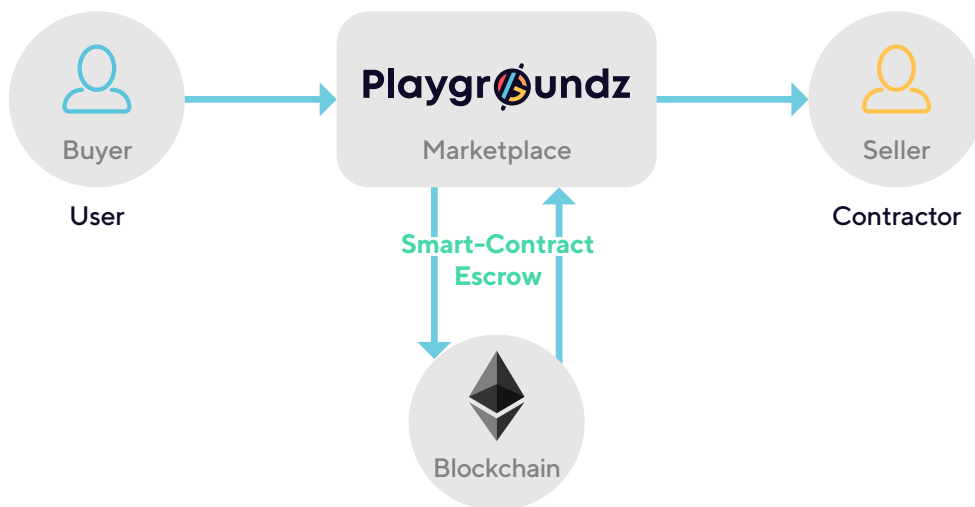 Playgroundz
Buyer
Marketplace
Seller
User
Contractor
Smart-Contract
Escrow
Blockchain